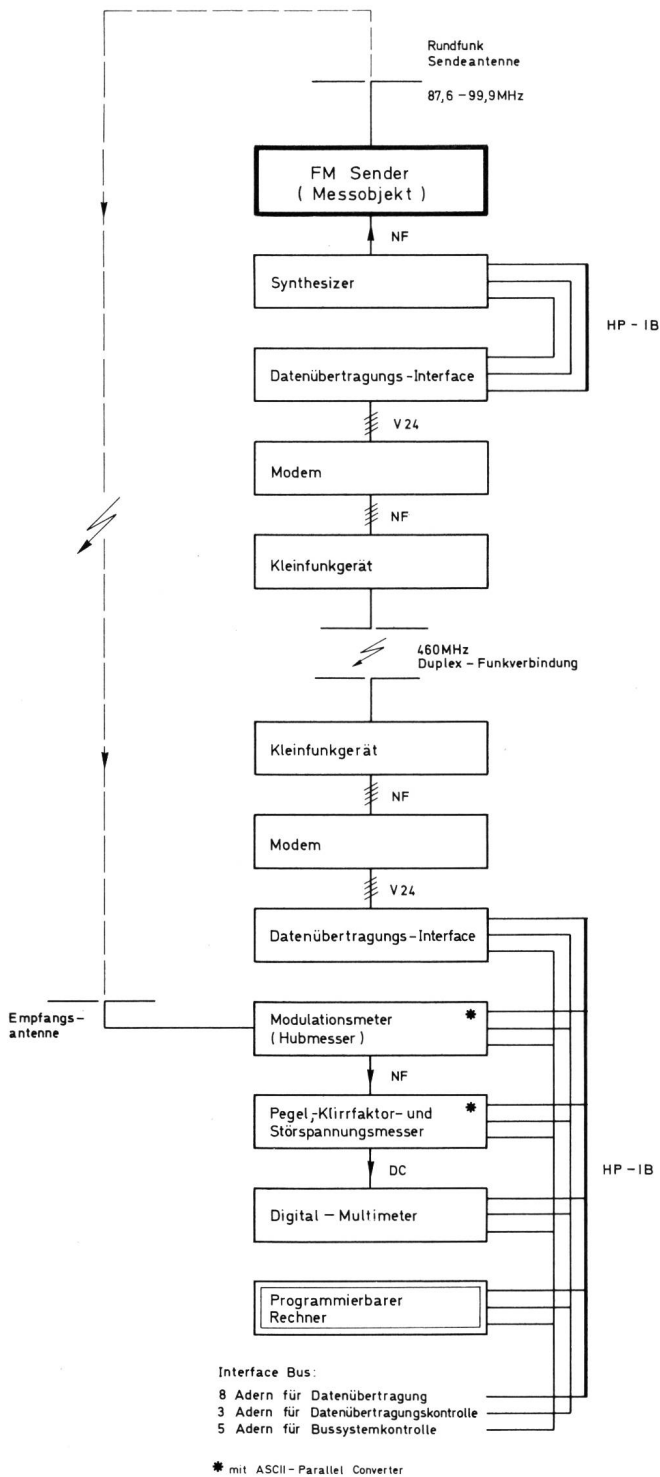 Rundfunk
Sendeantenne
87,6 – 99,9 MHz
FM Sender
( Messobjekt )
NF
Synthesizer
HP - IB
Datenübertragungs - Interface
V 24
Modem
NF
Kleinfunkgerät
460 MHz
Duplex – Funkverbindung
Kleinfunkgerät
NF
Modem
V 24
Datenübertragungs - Interface
Empfangs-
antenne
Modulationsmeter *
( Hubmesser )
NF
Pegel,-Klirrfaktor- und *
Störspannungsmesser
HP - IB
DC
Digital – Multimeter
Programmierbarer
Rechner
Interface Bus :
8 Adern für Datenübertragung
3 Adern für Datenübertragungskontrolle
5 Adern für Bussystemkontrolle
* mit ASCII - Parallel Converter